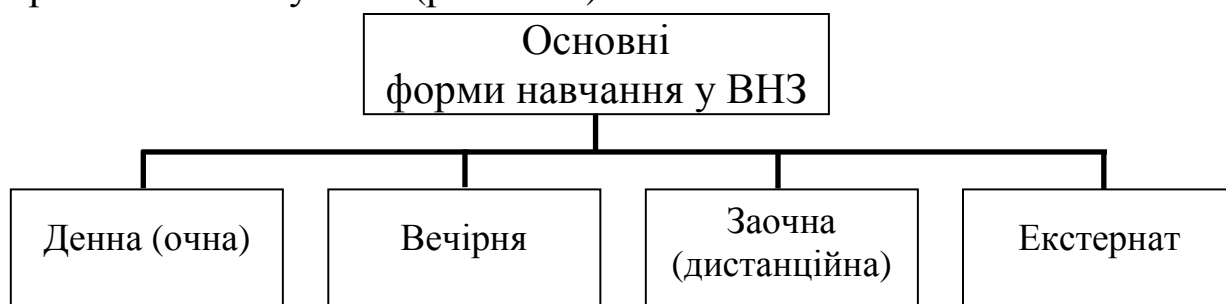 Основні
форми навчання у ВНЗ
Денна (очна)
Вечірня
Заочна
(дистанційна)
Екстернат